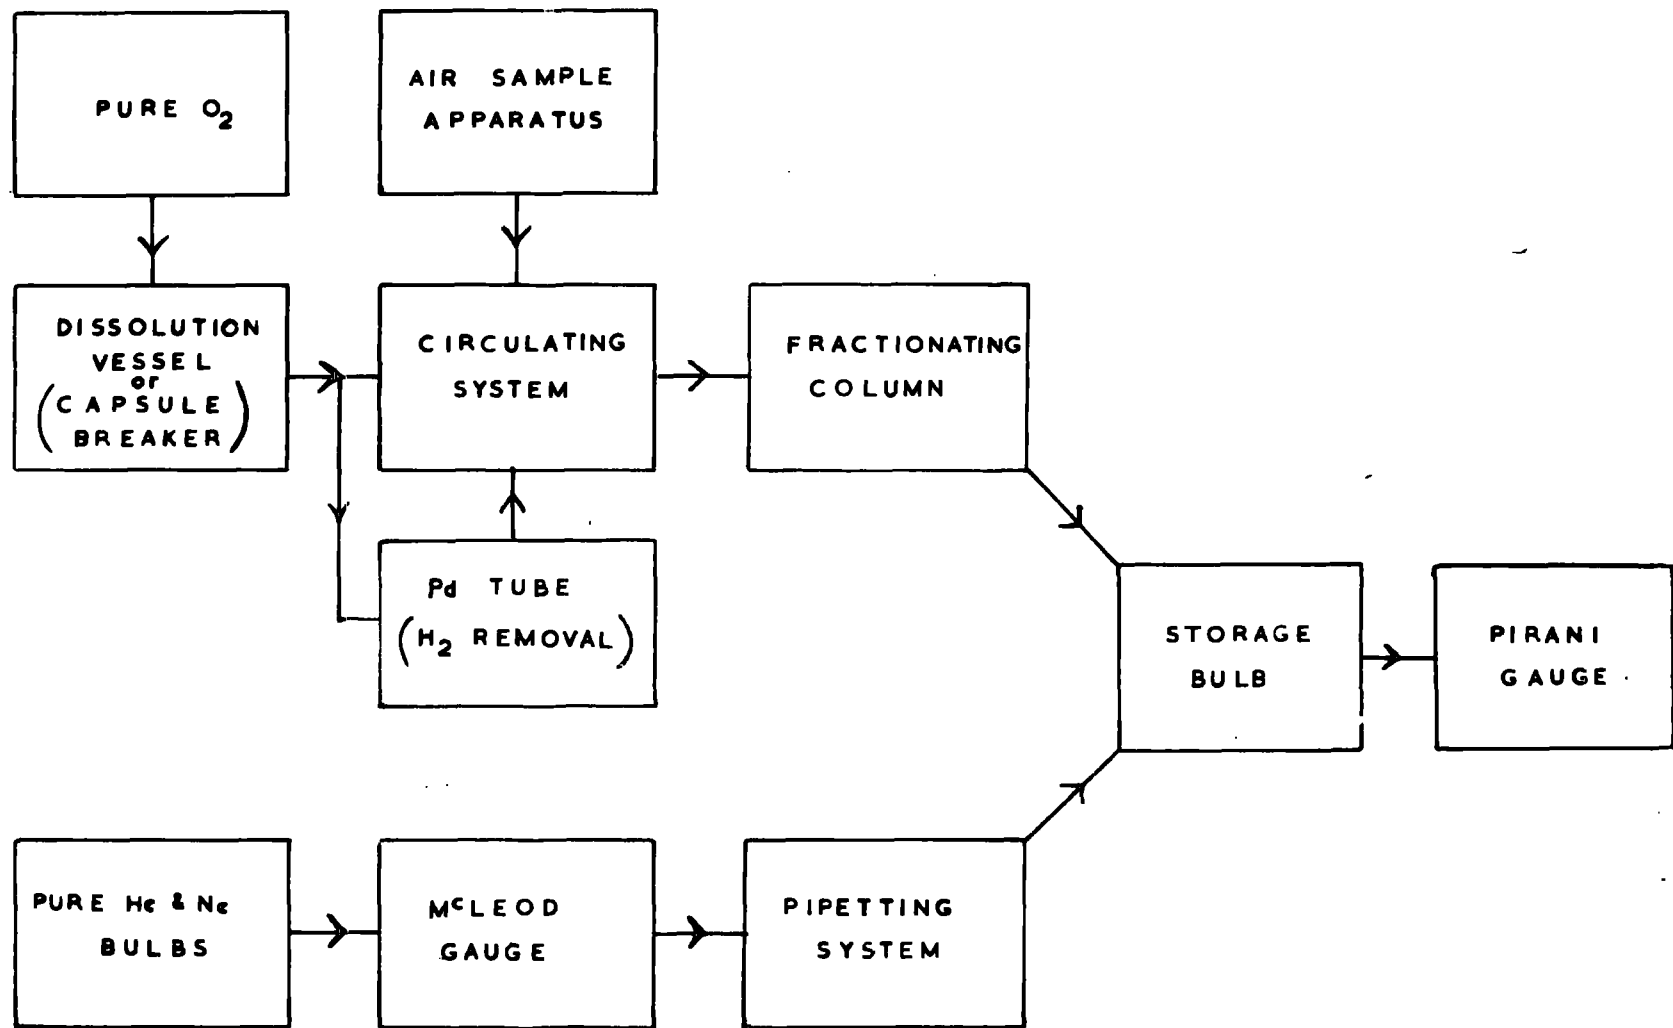 PURE O₂
AIR SAMPLE
APPARATUS
DISSOLUTION
VESSEL
or
(CAPSULE
BREAKER)
CIRCULATING
SYSTEM
FRACTIONATING
COLUMN
Pd TUBE
(H₂ REMOVAL)
STORAGE
BULB
PIRANI
GAUGE
PURE He & Ne
BULBS
McLEOD
GAUGE
PIPETTING
SYSTEM